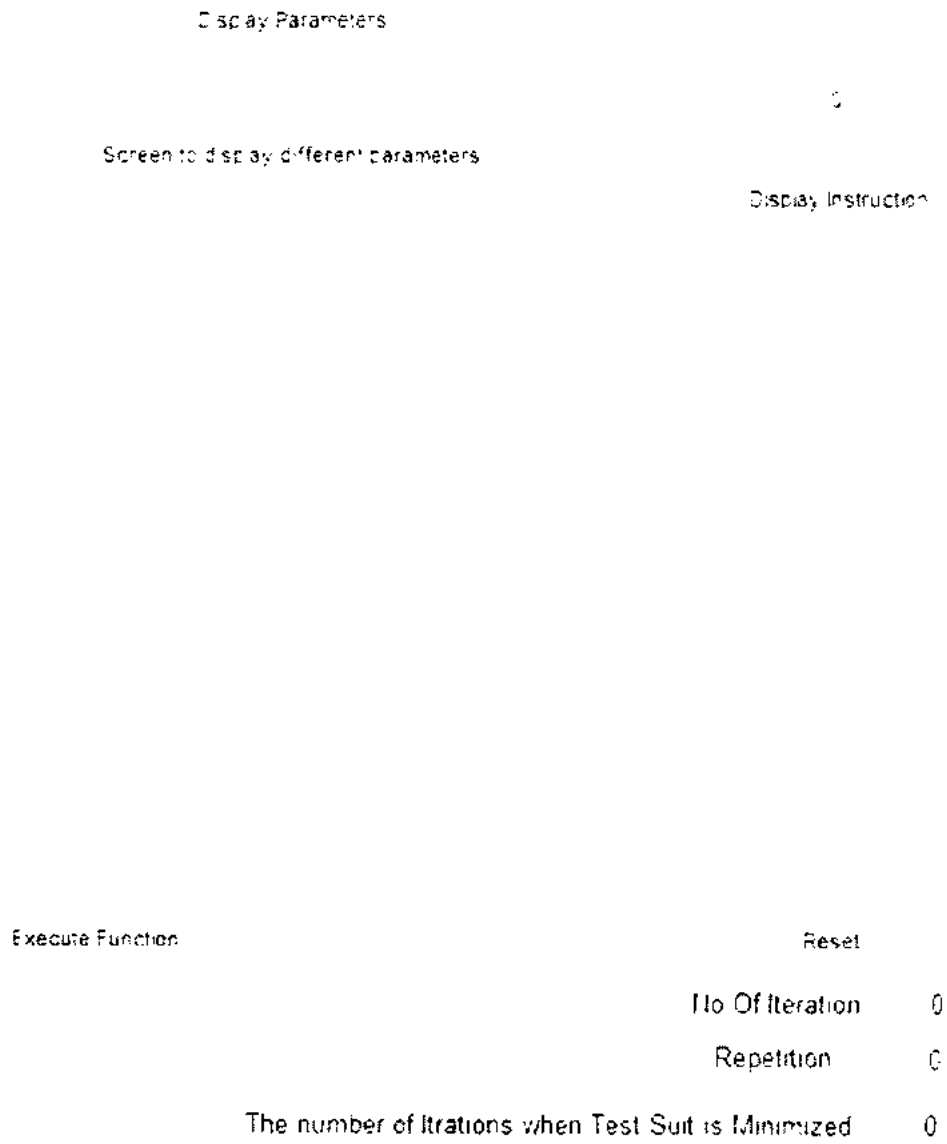 Display Parameters
0
Screen to display different parameters
Display Instruction
Execute Function
Reset
No Of Iteration 0
Repetition 0
The number of Itrations when Test Suit is Minimized 0